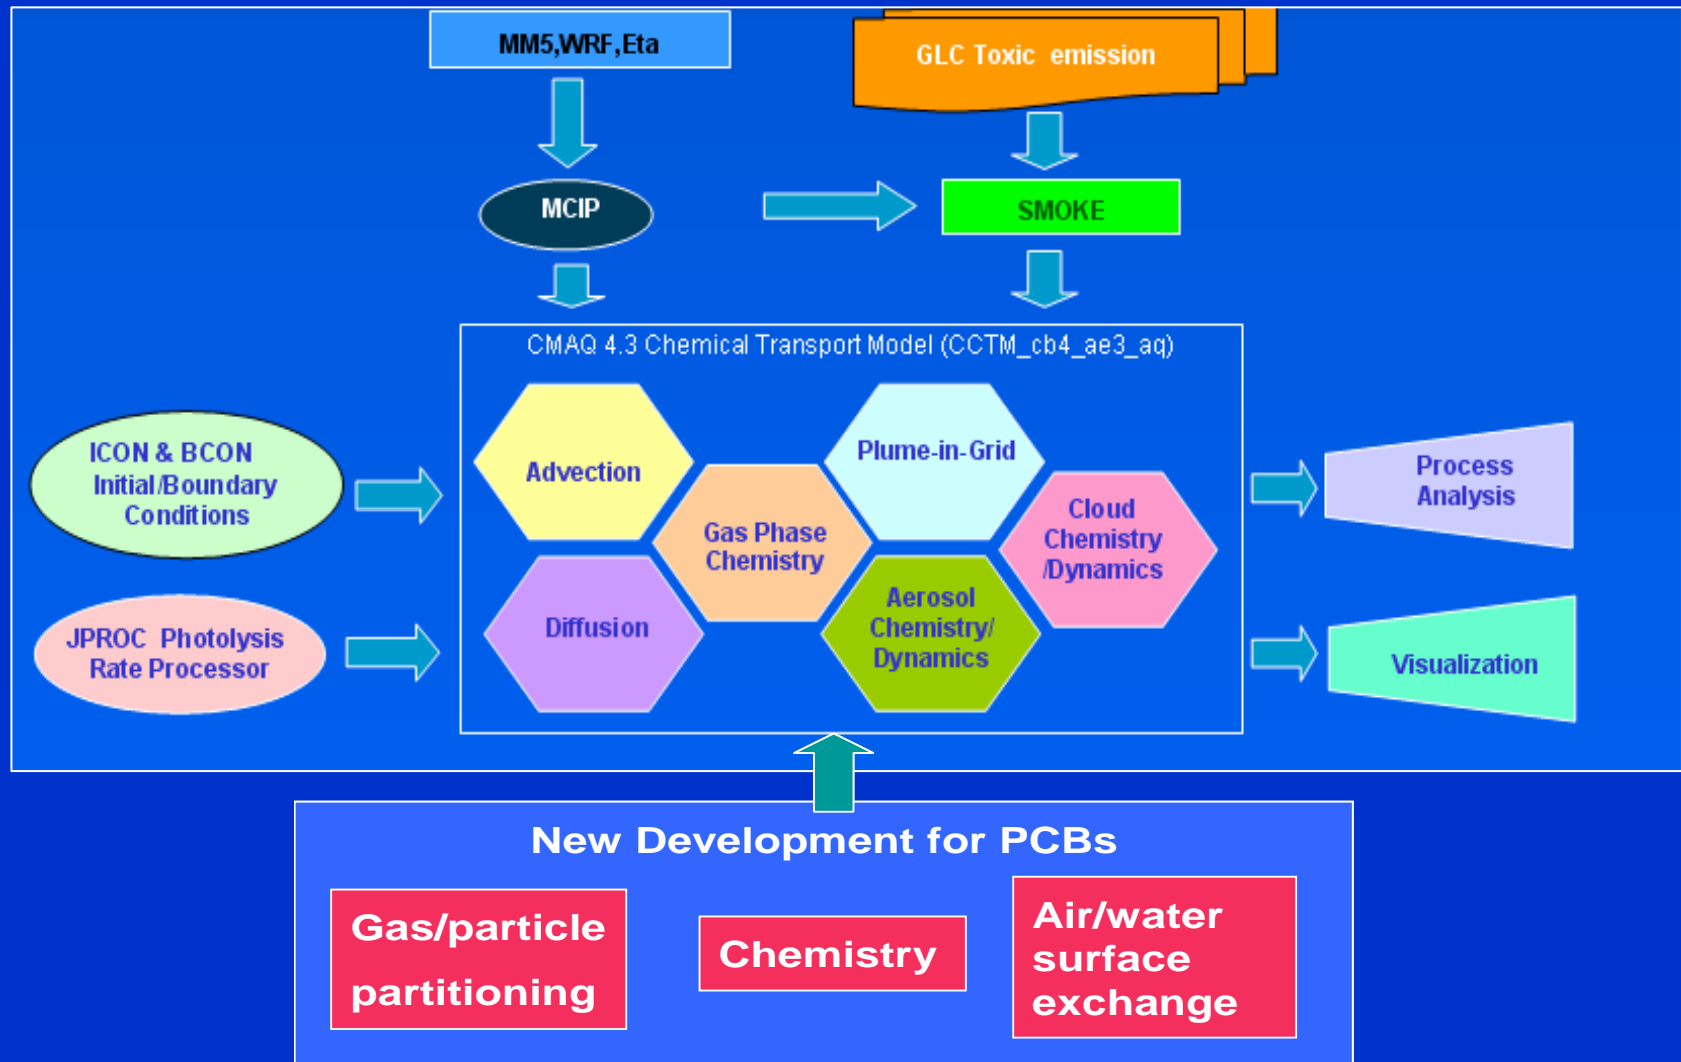 MM5,WRF,Eta
GLC Toxic emission
MCIP
SMOKE
CMAQ 4.3 Chemical Transport Model (CCTM_cb4_ae3_aq)
ICON & BCON
Initial/Boundary
Conditions
JPROC Photolysis
Rate Processor
Advection
Diffusion
Gas Phase
Chemistry
Plume-in-Grid
Aerosol
Chemistry/
Dynamics
Cloud
Chemistry
/Dynamics
Process
Analysis
Visualization
New Development for PCBs
Gas/particle
partitioning
Chemistry
Air/water
surface
exchange